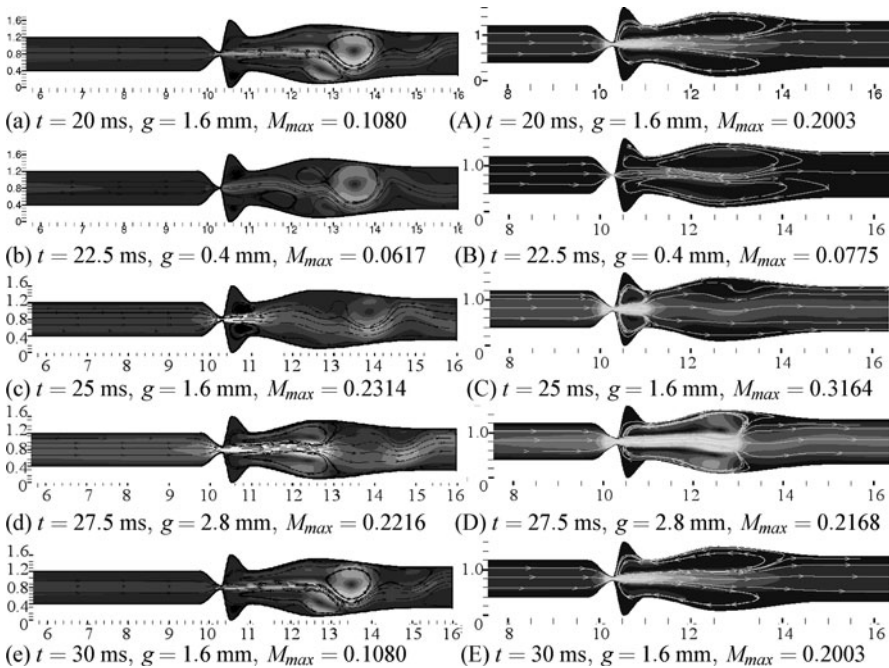 1.6
1.2
0.8
0.4
0
6 7 8 9 10 11 12 13 14 15 16
(a) t = 20 ms, g = 1.6 mm, M_max = 0.1080
1.0
0
8 10 12 14 16
(A) t = 20 ms, g = 1.6 mm, M_max = 0.2003
1.6
1.2
0.8
0.4
0
6 7 8 9 10 11 12 13 14 15 16
(b) t = 22.5 ms, g = 0.4 mm, M_max = 0.0617
1.0
0
8 10 12 14 16
(B) t = 22.5 ms, g = 0.4 mm, M_max = 0.0775
1.6
1.2
0.8
0.4
0
6 7 8 9 10 11 12 13 14 15 16
(c) t = 25 ms, g = 1.6 mm, M_max = 0.2314
1.0
0
8 10 12 14 16
(C) t = 25 ms, g = 1.6 mm, M_max = 0.3164
1.6
1.2
0.8
0.4
0
6 7 8 9 10 11 12 13 14 15 16
(d) t = 27.5 ms, g = 2.8 mm, M_max = 0.2216
1.0
0
8 10 12 14 16
(D) t = 27.5 ms, g = 2.8 mm, M_max = 0.2168
1.6
1.2
0.8
0.4
0
6 7 8 9 10 11 12 13 14 15 16
(e) t = 30 ms, g = 1.6 mm, M_max = 0.1080
1.0
0
8 10 12 14 16
(E) t = 30 ms, g = 1.6 mm, M_max = 0.2003